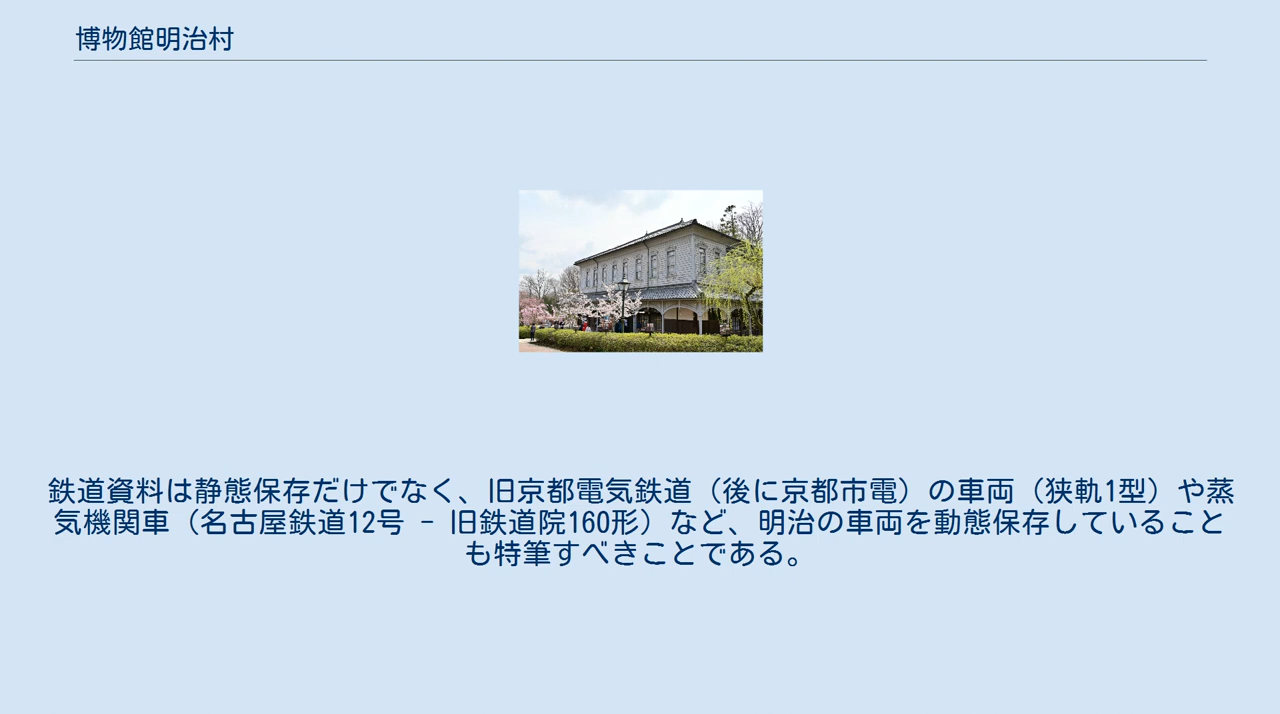 博物館明治村
鉄道資料は静態保存だけでなく、旧京都電気鉄道（後に京都市電）の車両（狭軌1型）や蒸
気機関車（名古屋鉄道12号 - 旧鉄道院160形）など、明治の車両を動態保存していること
も特筆すべきことである。